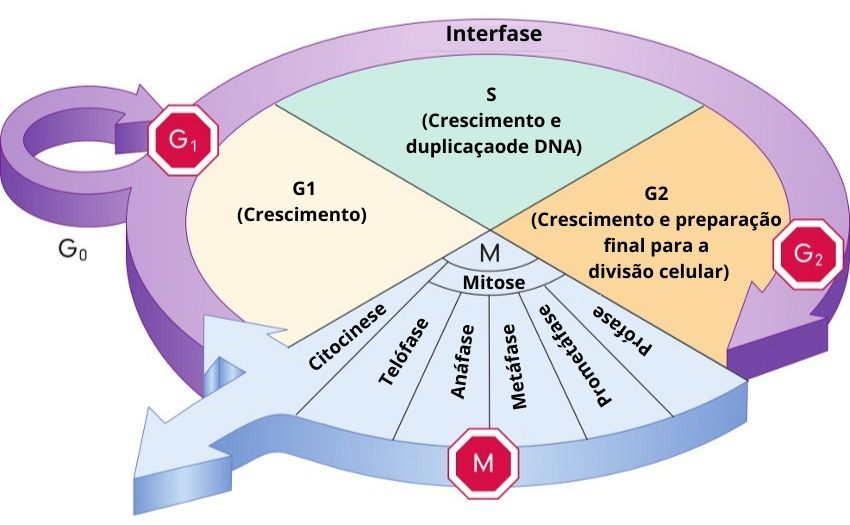 Interfase
S
(Crescimento e
duplicaçaode DNA)
G1
G1
(Crescimento)
G0
G2
(Crescimento e preparação
final para a
divisão celular)
G2
M
Mitose
Citocinese
Telófase
Anáfase
Metáfase
Prometáfase
Prófase
M